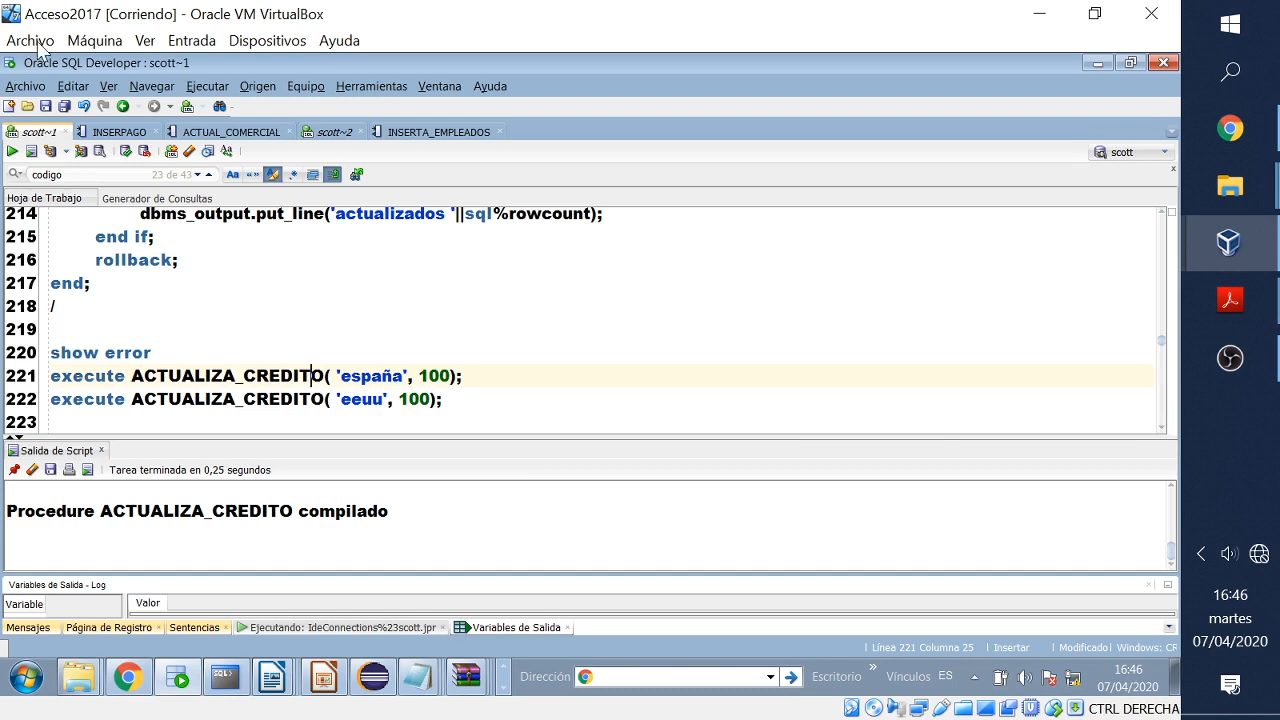 Acceso2017 [Corriendo] - Oracle VM VirtualBox
Archivo Máquina Ver Entrada Dispositivos Ayuda
Oracle SQL Developer : scott~1
Archivo Editar Ver Navegar Ejecutar Origen Equipo Herramientas Ventana Ayuda
scott~1 INSERPAGO ACTUAL_COMERCIAL scott~2 INSERTA_EMPLEADOS
scott
codigo 23 de 43 Aa
Hoja de Trabajo Generador de Consultas
214 dbms_output.put_line('actualizados '||sql%rowcount);
215 end if;
216 rollback;
217 end;
218 /
219
220 show error
221 execute ACTUALIZA_CREDITO( 'españa', 100);
222 execute ACTUALIZA_CREDITO( 'eeuu', 100);
223
Salida de Script
Tarea terminada en 0,25 segundos
Procedure ACTUALIZA_CREDITO compilado
Variables de Salida - Log
Variable Valor
Mensajes Página de Registro Sentencias Ejecutando: IdeConnections%23scott.jpr Variables de Salida
Línea 221 Columna 25 Insertar Modificado Windows: CR
Dirección Escritorio » Vínculos ES 16:46
07/04/2020
CTRL DERECHA
16:46
martes
07/04/2020